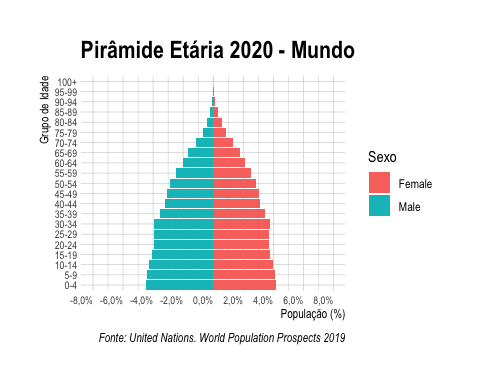 Pirâmide Etária 2020 - Mundo
Grupo de Idade
100+
95-99
90-94
85-89
80-84
75-79
70-74
65-69
60-64
55-59
50-54
45-49
40-44
35-39
30-34
25-29
20-24
15-19
10-14
5-9
0-4
-8,0% -6,0% -4,0% -2,0% 0,0% 2,0% 4,0% 6,0% 8,0%
População (%)
Sexo
Female
Male
Fonte: United Nations. World Population Prospects 2019